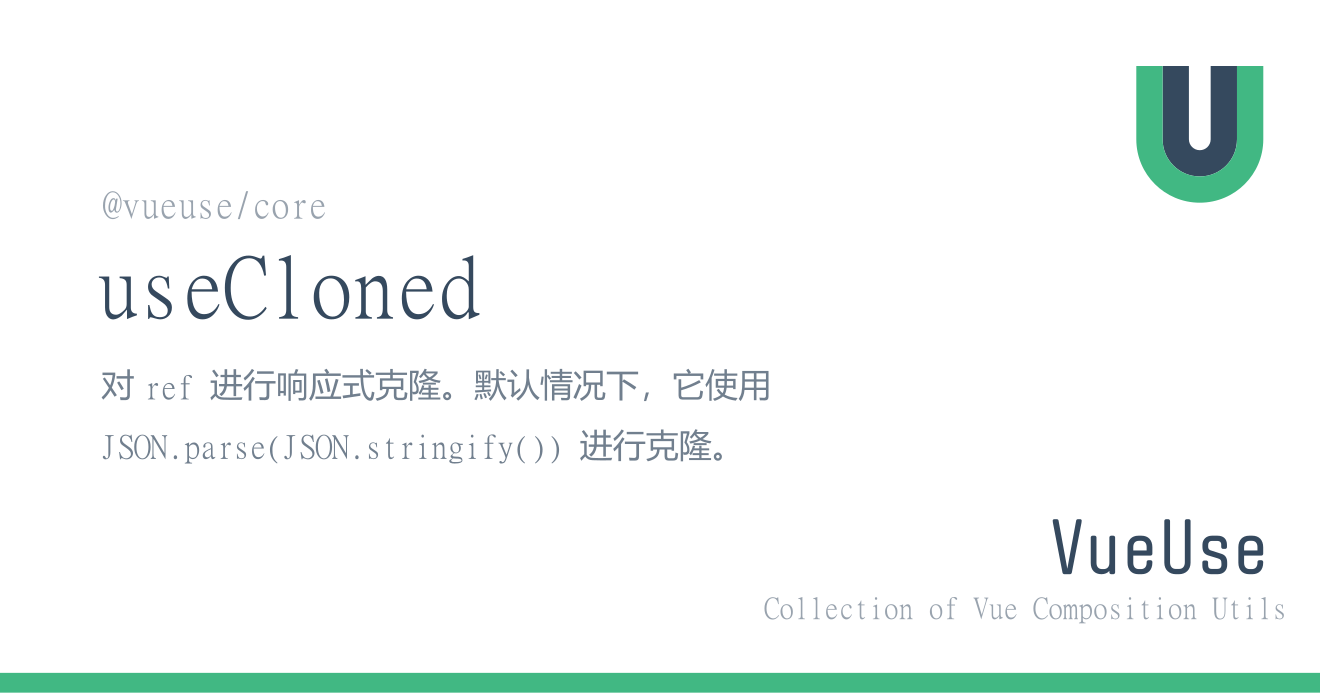 @vueuse/core
useCloned
对 ref 进行响应式克隆。默认情况下，它使用
JSON.parse(JSON.stringify()) 进行克隆。
VueUse
Collection of Vue Composition Utils